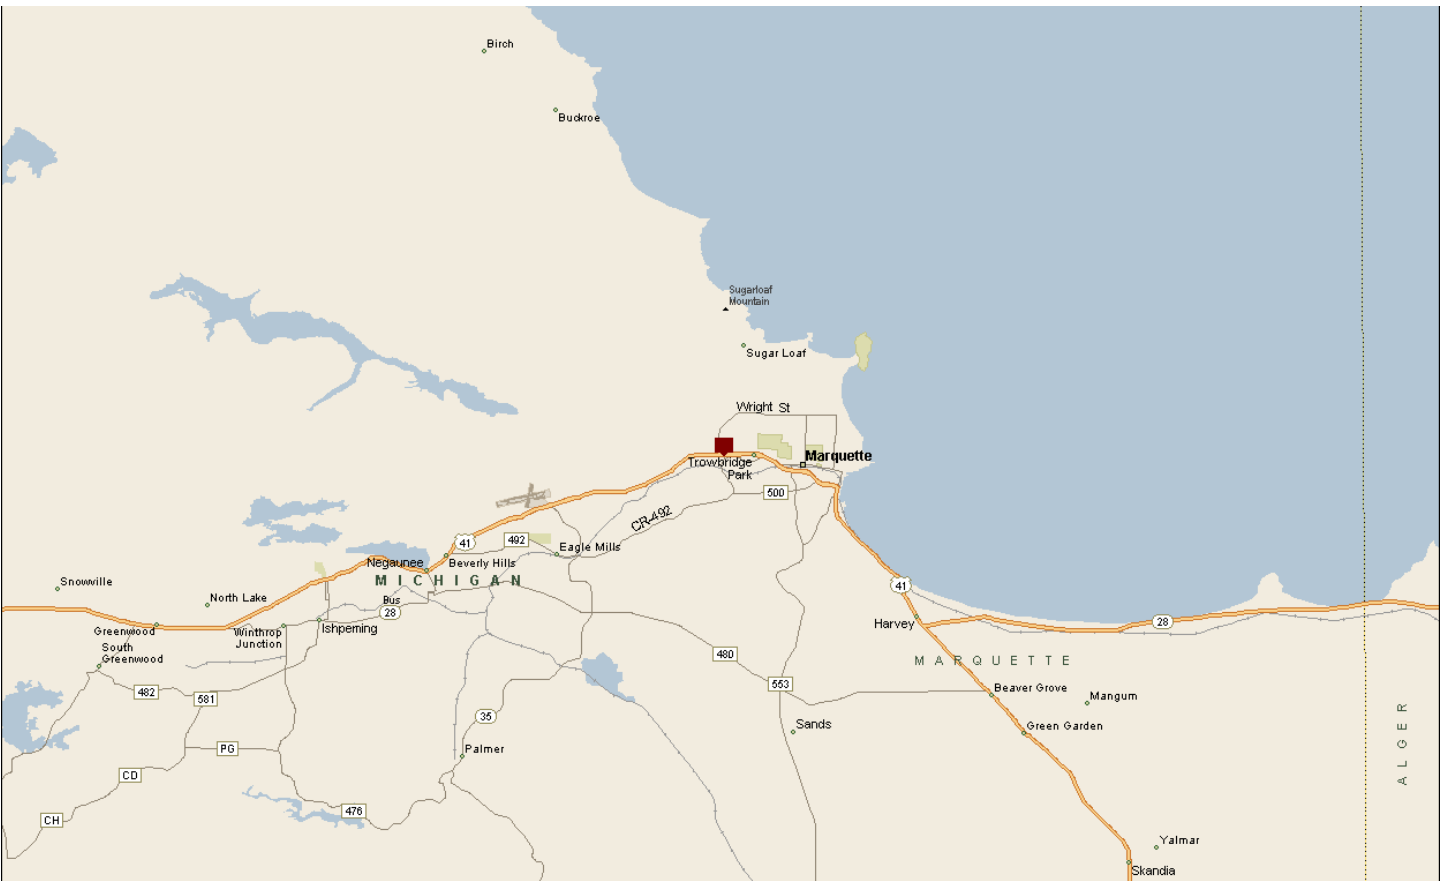 Birch
Buckroe
Sugarloaf
Mountain
Sugar Loaf
Wright St
Marquette
Trowbridge
Park
500
CR-492
492
41
Eagle Mills
Negaunee
Beverly Hills
MICHIGAN
Snowville
North Lake
Bus
28
41
Greenwood
Winthrop
Junction
Ishpeming
Harvey
28
South
Greenwood
480
MARQUETTE
482
581
553
Beaver Grove
Mangum
35
Sands
Green Garden
ALGER
PG
Palmer
CD
476
CH
Yalmar
Skandia